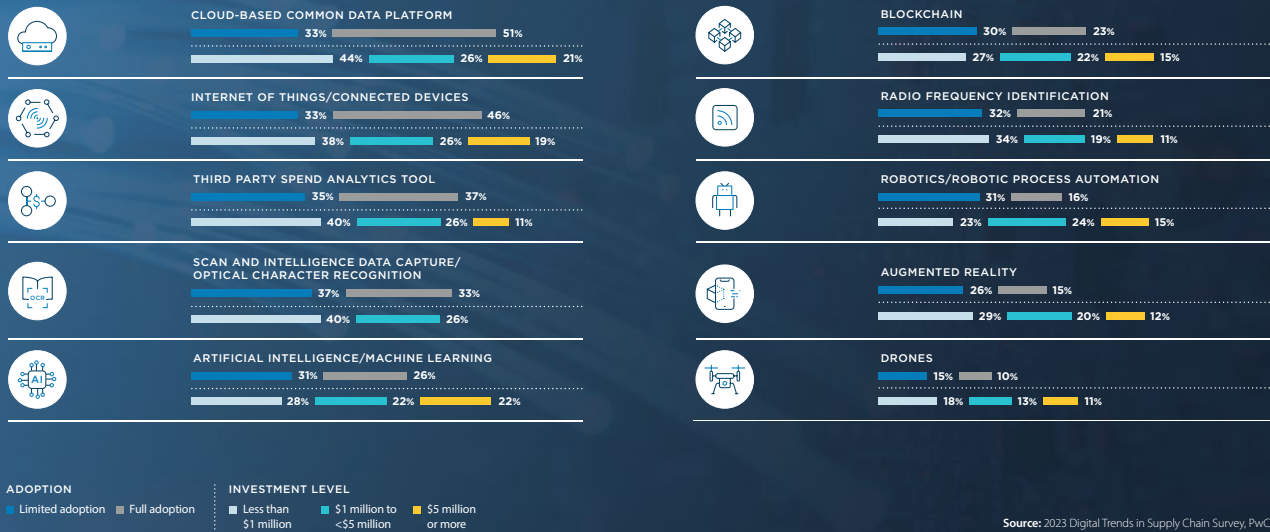 CLOUD-BASED COMMON DATA PLATFORM
33% 51%
44% 26% 21%
INTERNET OF THINGS/CONNECTED DEVICES
33% 46%
38% 26% 19%
THIRD PARTY SPEND ANALYTICS TOOL
35% 37%
40% 26% 11%
SCAN AND INTELLIGENCE DATA CAPTURE/
OPTICAL CHARACTER RECOGNITION
OCR
37% 33%
40% 26%
ARTIFICIAL INTELLIGENCE/MACHINE LEARNING
AI
31% 26%
28% 22% 22%
BLOCKCHAIN
30% 23%
27% 22% 15%
RADIO FREQUENCY IDENTIFICATION
32% 21%
34% 19% 11%
ROBOTICS/ROBOTIC PROCESS AUTOMATION
31% 16%
23% 24% 15%
AUGMENTED REALITY
26% 15%
29% 20% 12%
DRONES
15% 10%
18% 13% 11%
ADOPTION
Limited adoption Full adoption
INVESTMENT LEVEL
Less than
$1 million
$1 million to
<$5 million
$5 million
or more
Source: 2023 Digital Trends in Supply Chain Survey, PwC